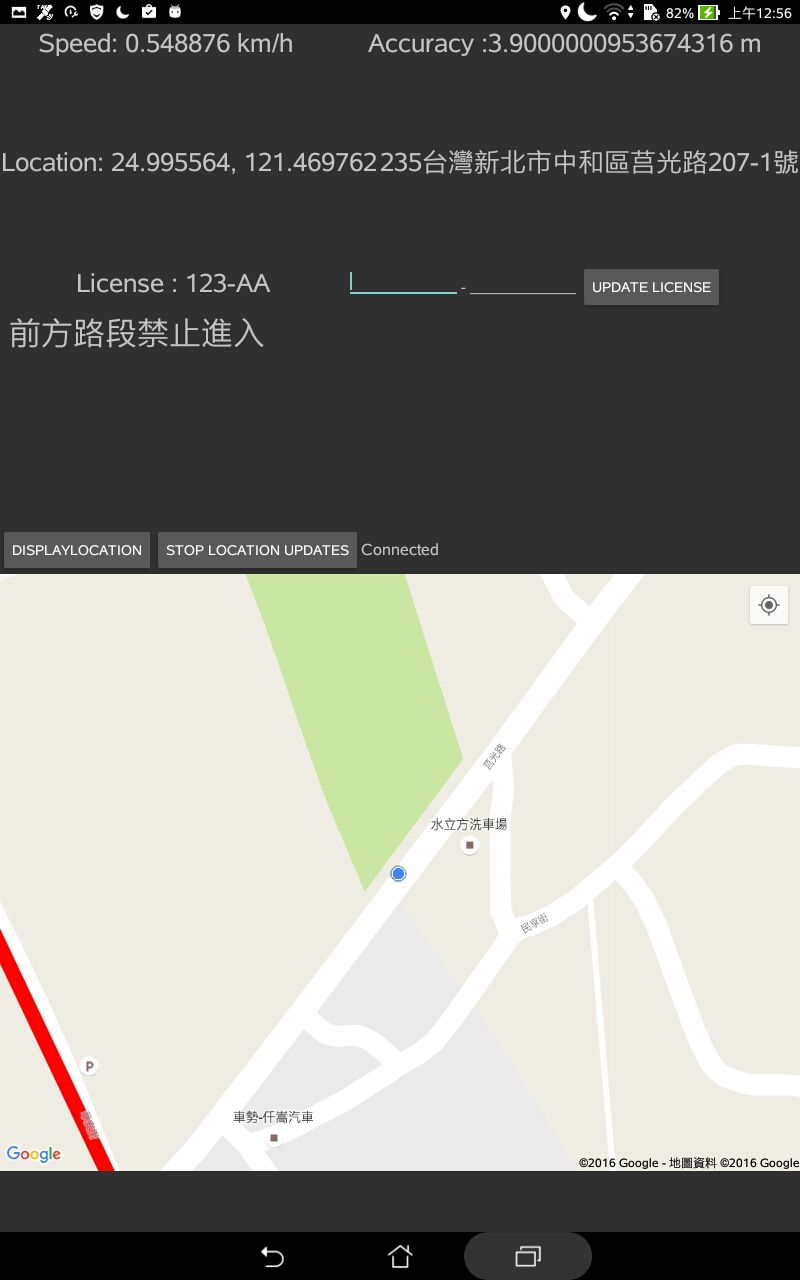 82% 上午12:56
Speed: 0.548876 km/h Accuracy :3.9000000953674316 m
Location: 24.995564, 121.469762 235台灣新北市中和區莒光路207-1號
License : 123-AA - UPDATE LICENSE
前方路段禁止進入
DISPLAYLOCATION STOP LOCATION UPDATES Connected
莒光路
水立方洗車場
民享街
P
車勢-仟嵩汽車
Google
©2016 Google - 地圖資料 ©2016 Google